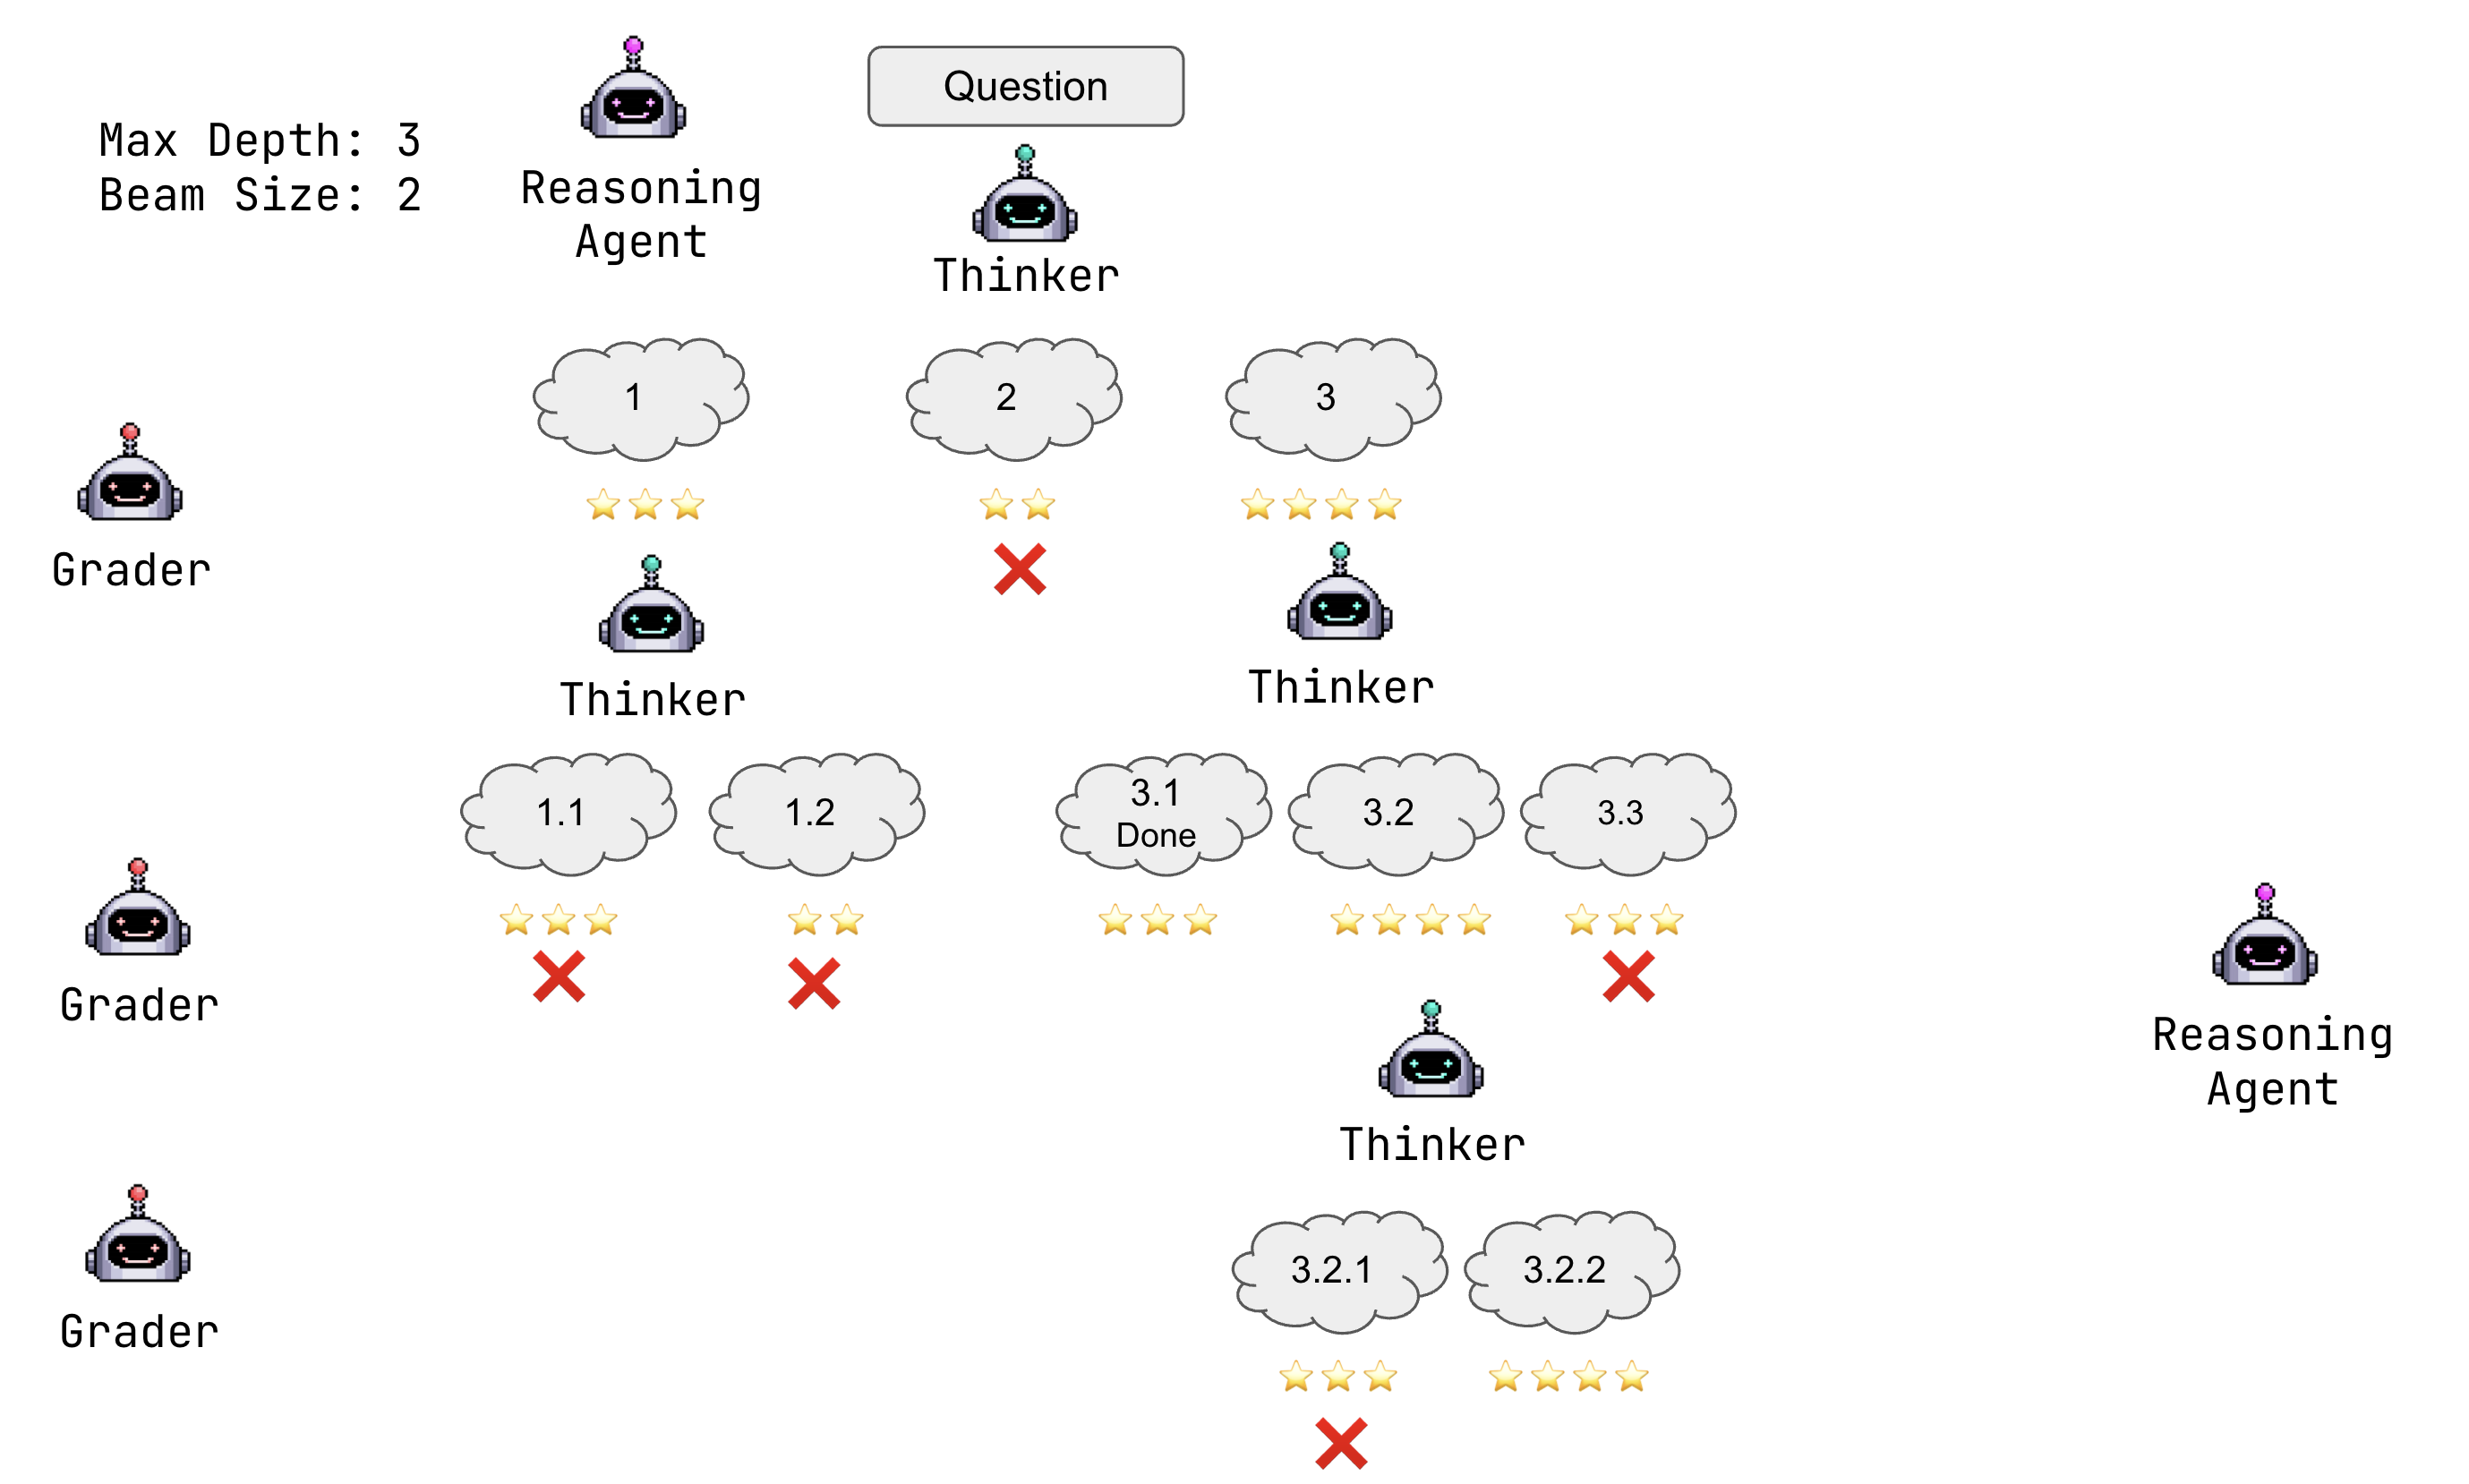 Max Depth: 3
Beam Size: 2
Reasoning
Agent
Question
Thinker
1
2
3
Grader
Thinker
Thinker
1.1
1.2
3.1
Done
3.2
3.3
Grader
Reasoning
Agent
Thinker
3.2.1
3.2.2
Grader